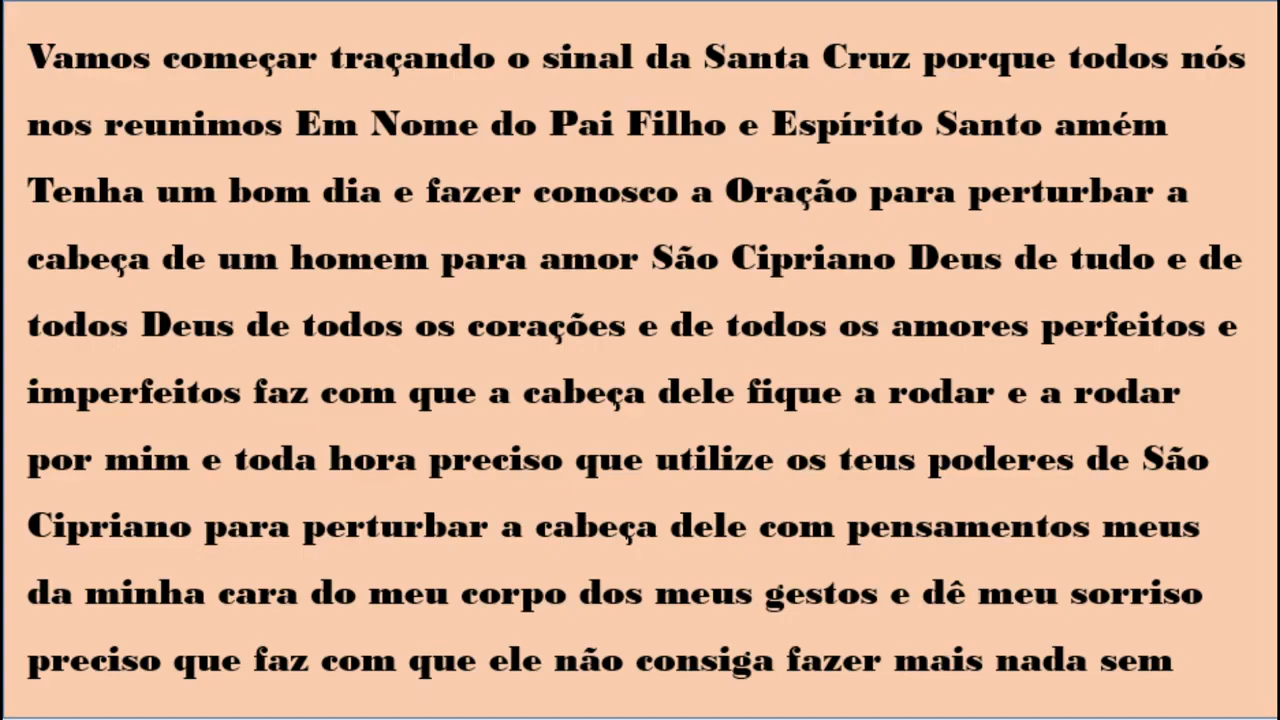 Vamos começar traçando o sinal da Santa Cruz porque todos nós
nos reunimos Em Nome do Pai Filho e Espírito Santo amém
Tenha um bom dia e fazer conosco a Oração para perturbar a
cabeça de um homem para amor São Cipriano Deus de tudo e de
todos Deus de todos os corações e de todos os amores perfeitos e
imperfeitos faz com que a cabeça dele fique a rodar e a rodar
por mim e toda hora preciso que utilize os teus poderes de São
Cipriano para perturbar a cabeça dele com pensamentos meus
da minha cara do meu corpo dos meus gestos e dê meu sorriso
preciso que faz com que ele não consiga fazer mais nada sem